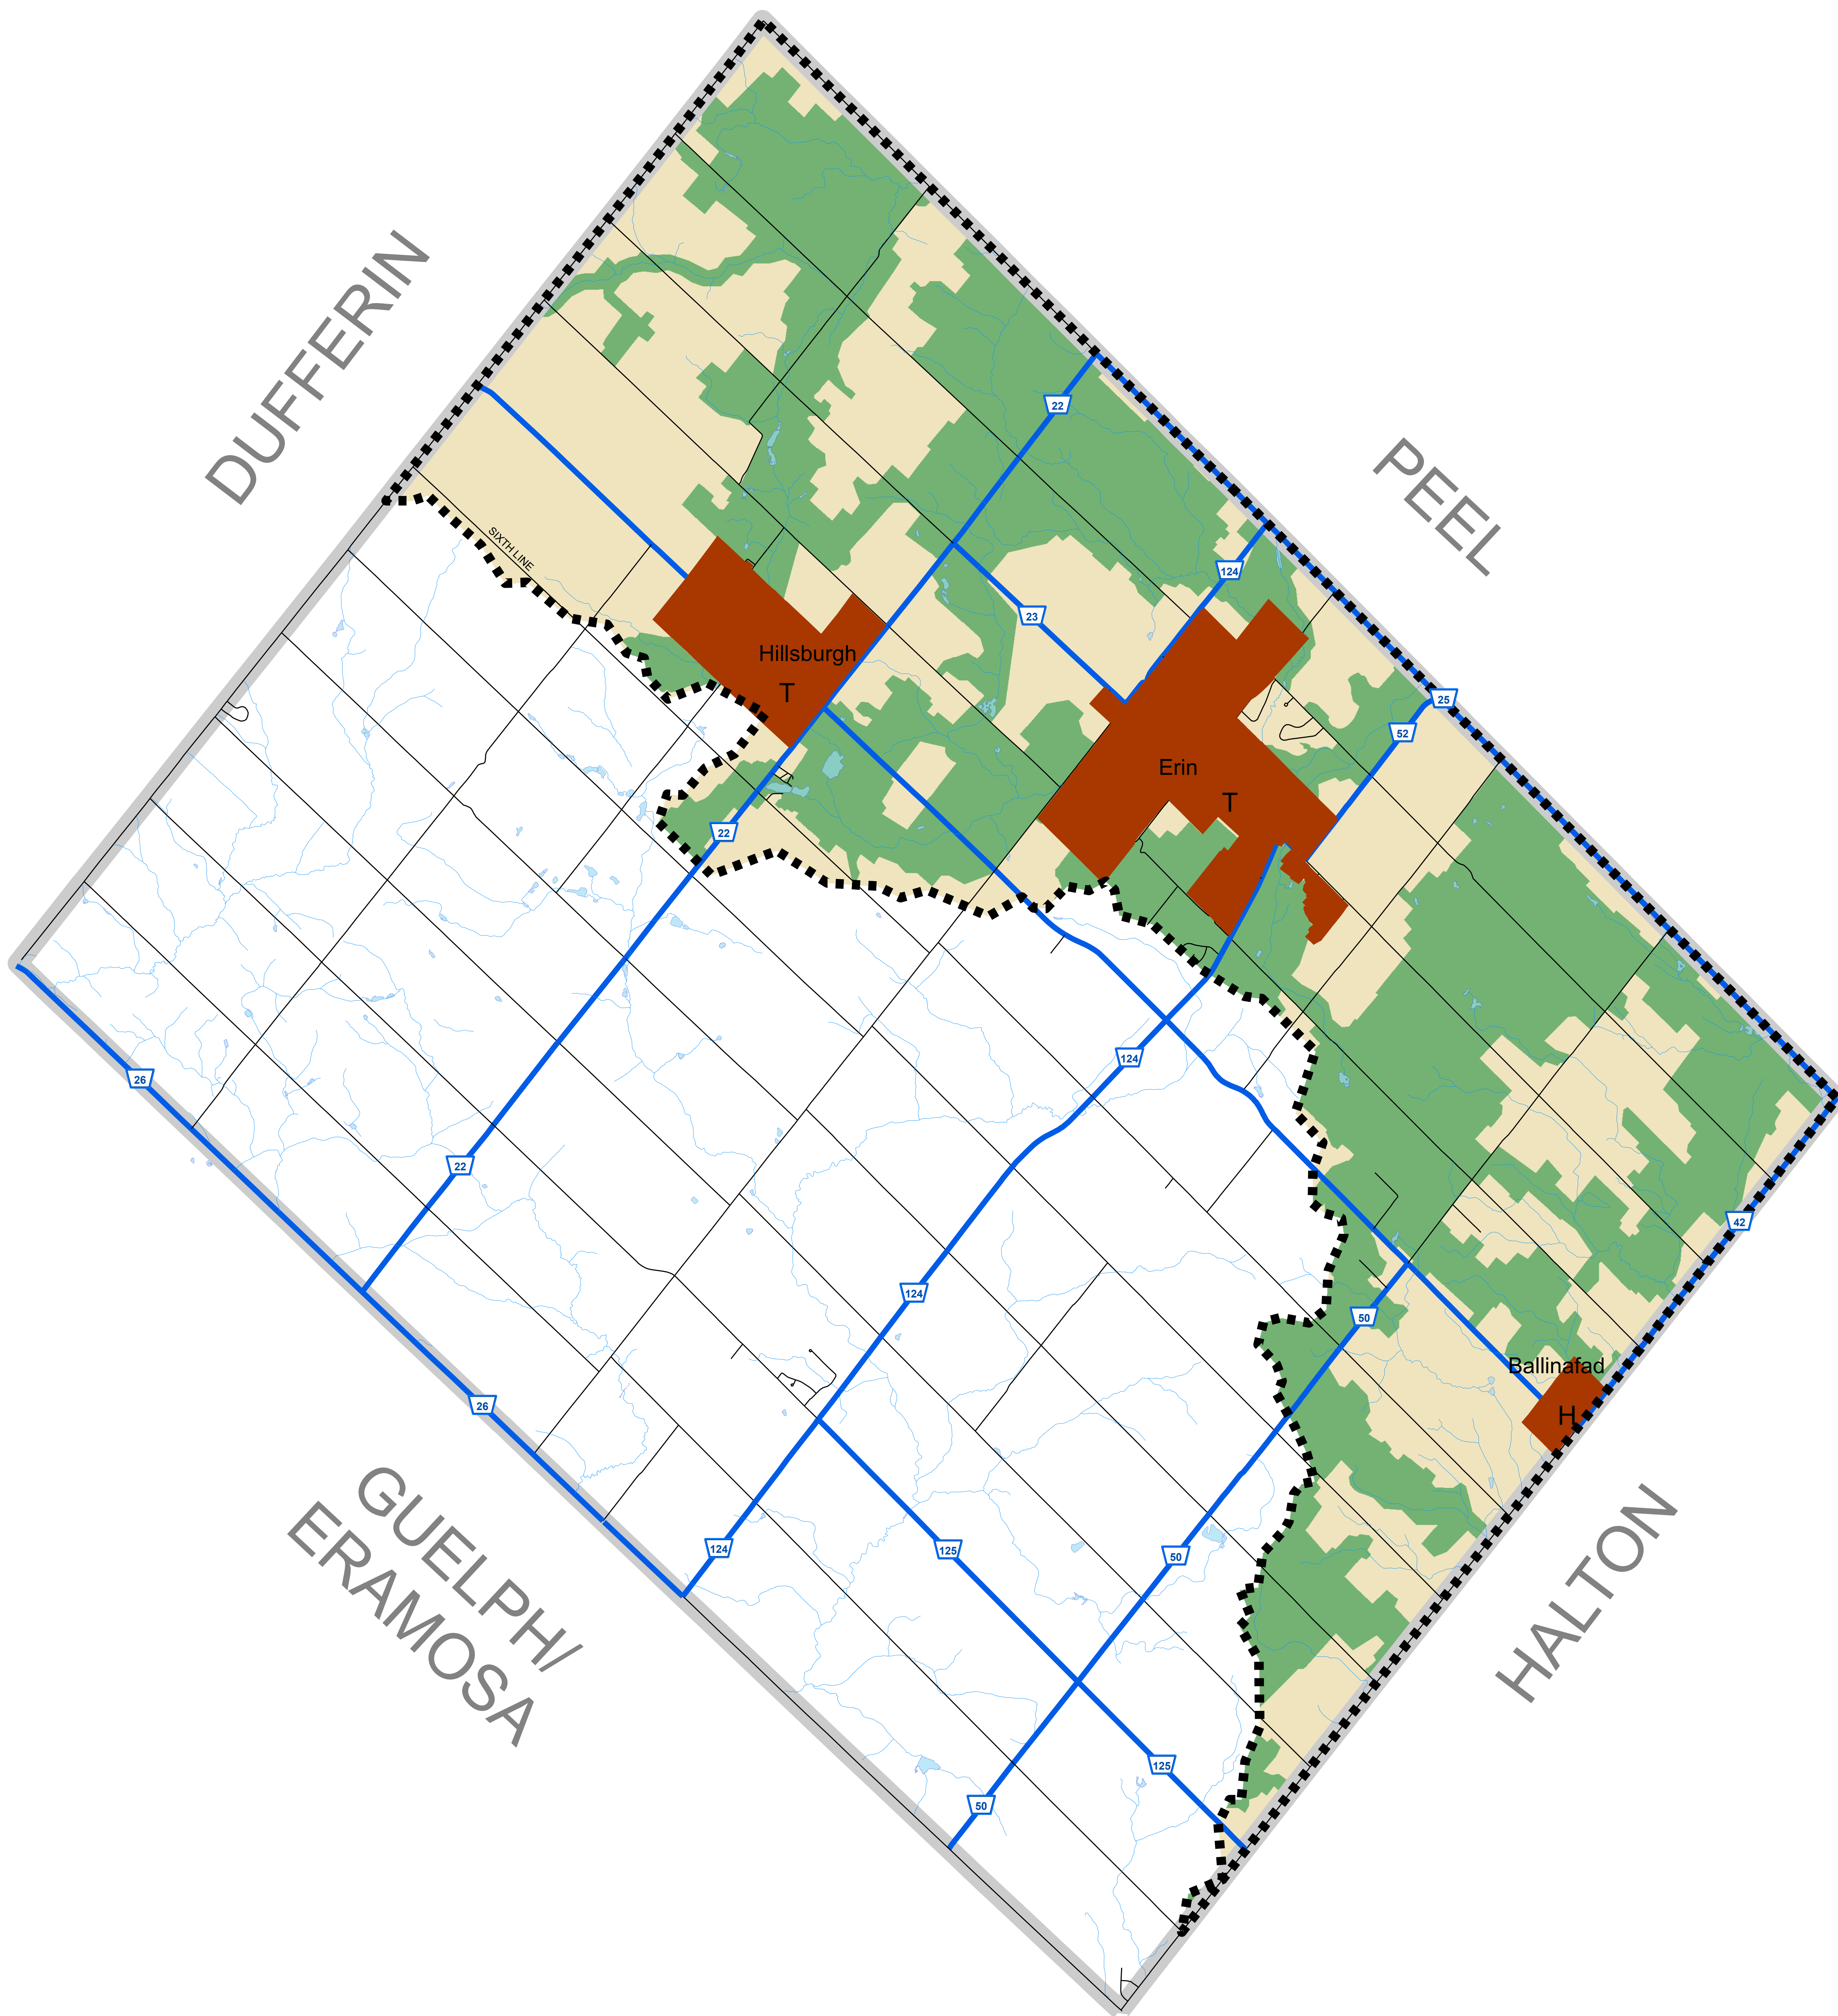 DUFFERIN
PEEL
22
SIXTH LINE
124
23
Hillsburgh
T
25
52
Erin
T
22
124
26
22
42
124
50
Ballinafad
H
26
124
125
50
GUELPH/
ERAMOSA
HALTON
125
50